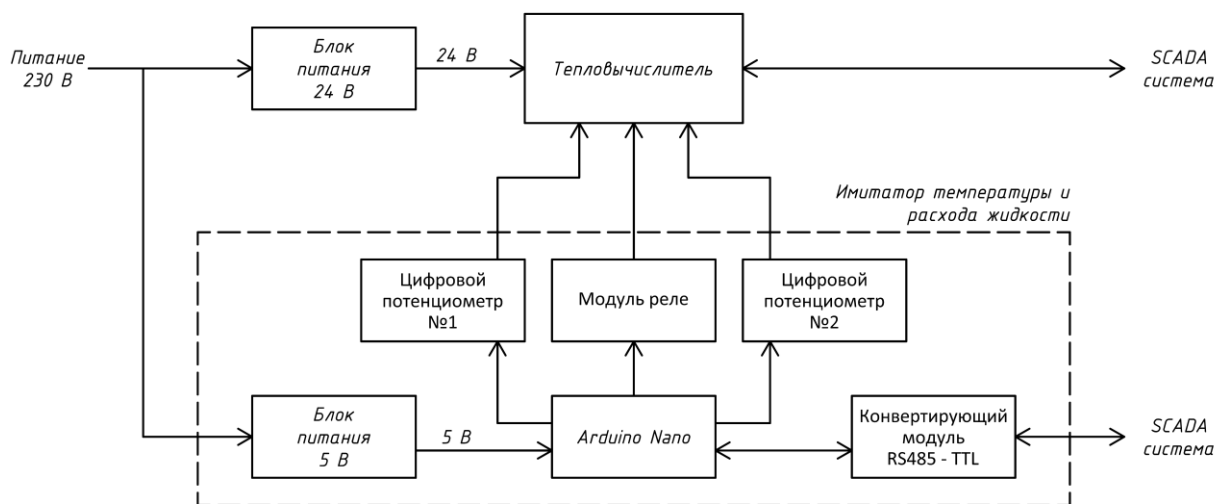 Питание
230 В
Блок
питания
24 В
24 В
Тепловычислитель
SCADA
система
Имитатор температуры и
расхода жидкости
Цифровой
потенциометр
№1
Модуль реле
Цифровой
потенциометр
№2
Блок
питания
5 В
5 В
Arduino Nano
Конвертирующий
модуль
RS485 - TTL
SCADA
система